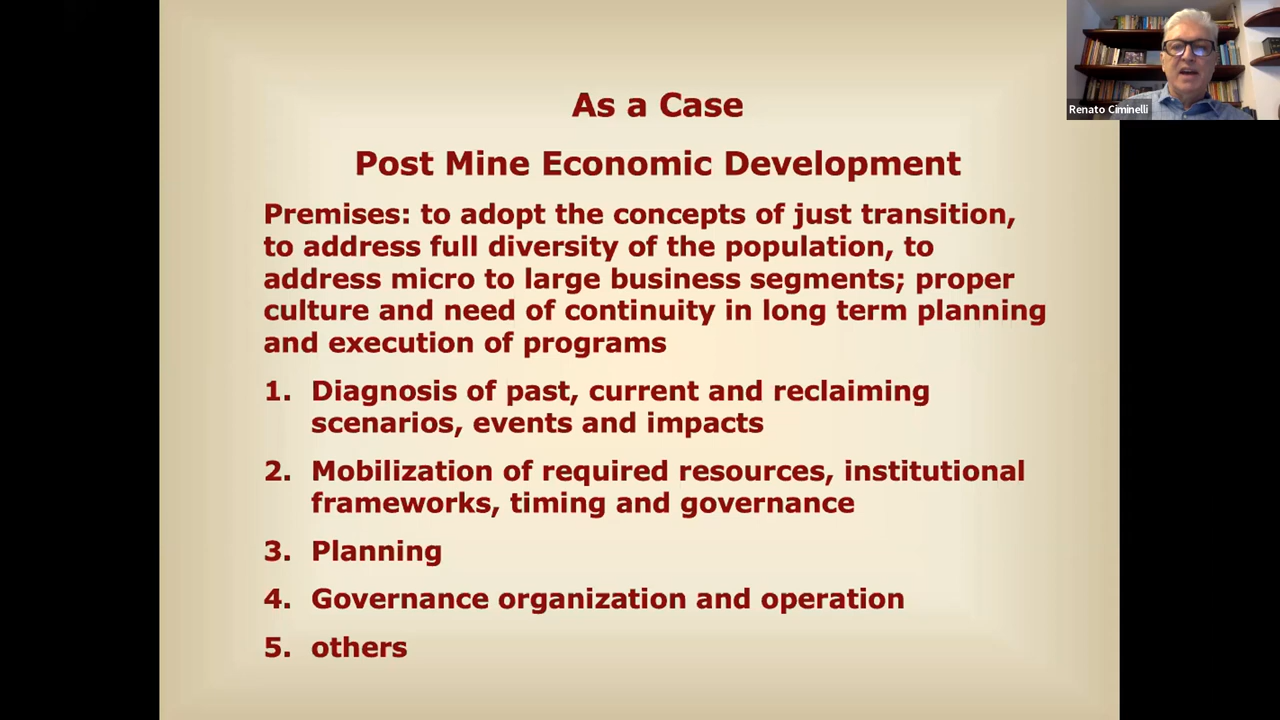 As a Case
Post Mine Economic Development
Premises: to adopt the concepts of just transition,
to address full diversity of the population, to
address micro to large business segments; proper
culture and need of continuity in long term planning
and execution of programs
1. Diagnosis of past, current and reclaiming
scenarios, events and impacts
2. Mobilization of required resources, institutional
frameworks, timing and governance
3. Planning
4. Governance organization and operation
5. others
Renato Ciminelli